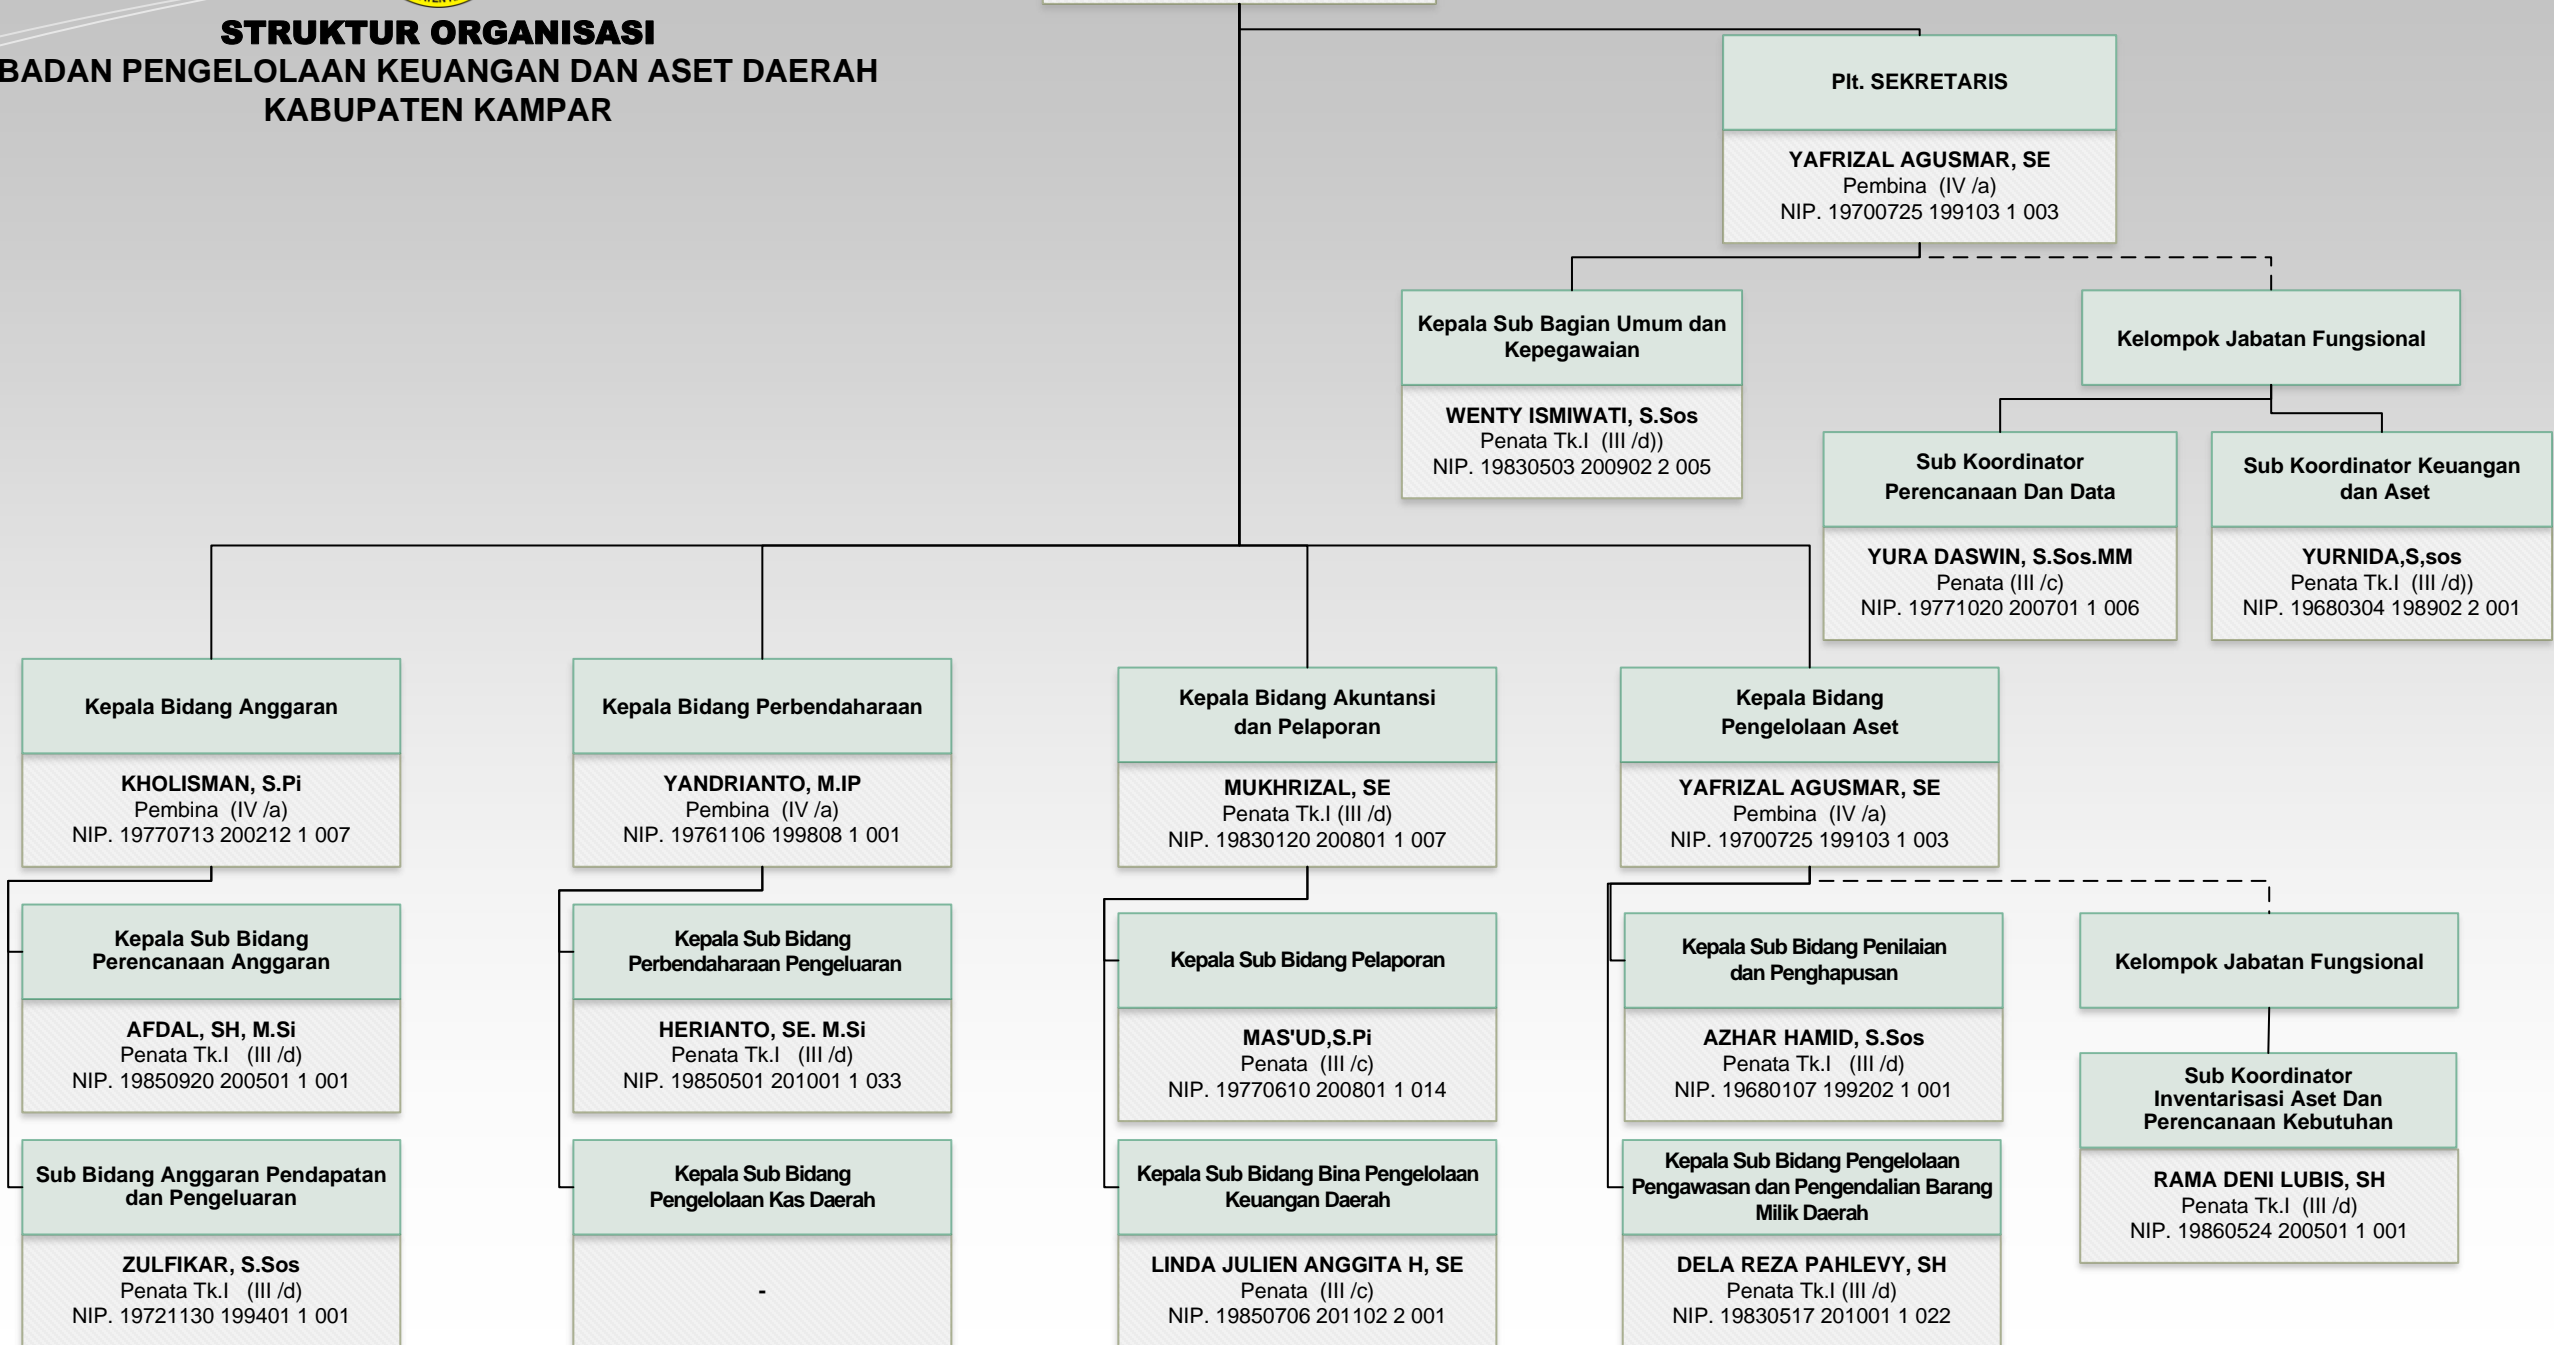 STRUKTUR ORGANISASI
BADAN PENGELOLAAN KEUANGAN DAN ASET DAERAH
KABUPATEN KAMPAR
Plt. SEKRETARIS
YAFRIZAL AGUSMAR, SE
Pembina (IV /a)
NIP. 19700725 199103 1 003
Kepala Sub Bagian Umum dan
Kepegawaian
WENTY ISMIWATI, S.Sos
Penata Tk.I (III /d))
NIP. 19830503 200902 2 005
Kelompok Jabatan Fungsional
Sub Koordinator
Perencanaan Dan Data
YURA DASWIN, S.Sos.MM
Penata (III /c)
NIP. 19771020 200701 1 006
Sub Koordinator Keuangan
dan Aset
YURNIDA,S,sos
Penata Tk.I (III /d))
NIP. 19680304 198902 2 001
Kepala Bidang Anggaran
KHOLISMAN, S.Pi
Pembina (IV /a)
NIP. 19770713 200212 1 007
Kepala Sub Bidang
Perencanaan Anggaran
AFDAL, SH, M.Si
Penata Tk.I (III /d)
NIP. 19850920 200501 1 001
Sub Bidang Anggaran Pendapatan
dan Pengeluaran
ZULFIKAR, S.Sos
Penata Tk.I (III /d)
NIP. 19721130 199401 1 001
Kepala Bidang Perbendaharaan
YANDRIANTO, M.IP
Pembina (IV /a)
NIP. 19761106 199808 1 001
Kepala Sub Bidang
Perbendaharaan Pengeluaran
HERIANTO, SE. M.Si
Penata Tk.I (III /d)
NIP. 19850501 201001 1 033
Kepala Sub Bidang
Pengelolaan Kas Daerah
-
Kepala Bidang Akuntansi
dan Pelaporan
MUKHRIZAL, SE
Penata Tk.I (III /d)
NIP. 19830120 200801 1 007
Kepala Sub Bidang Pelaporan
MAS'UD,S.Pi
Penata (III /c)
NIP. 19770610 200801 1 014
Kepala Sub Bidang Bina Pengelolaan
Keuangan Daerah
LINDA JULIEN ANGGITA H, SE
Penata (III /c)
NIP. 19850706 201102 2 001
Kepala Bidang
Pengelolaan Aset
YAFRIZAL AGUSMAR, SE
Pembina (IV /a)
NIP. 19700725 199103 1 003
Kepala Sub Bidang Penilaian
dan Penghapusan
AZHAR HAMID, S.Sos
Penata Tk.I (III /d)
NIP. 19680107 199202 1 001
Kepala Sub Bidang Pengelolaan
Pengawasan dan Pengendalian Barang
Milik Daerah
DELA REZA PAHLEVY, SH
Penata Tk.I (III /d)
NIP. 19830517 201001 1 022
Kelompok Jabatan Fungsional
Sub Koordinator
Inventarisasi Aset Dan
Perencanaan Kebutuhan
RAMA DENI LUBIS, SH
Penata Tk.I (III /d)
NIP. 19860524 200501 1 001